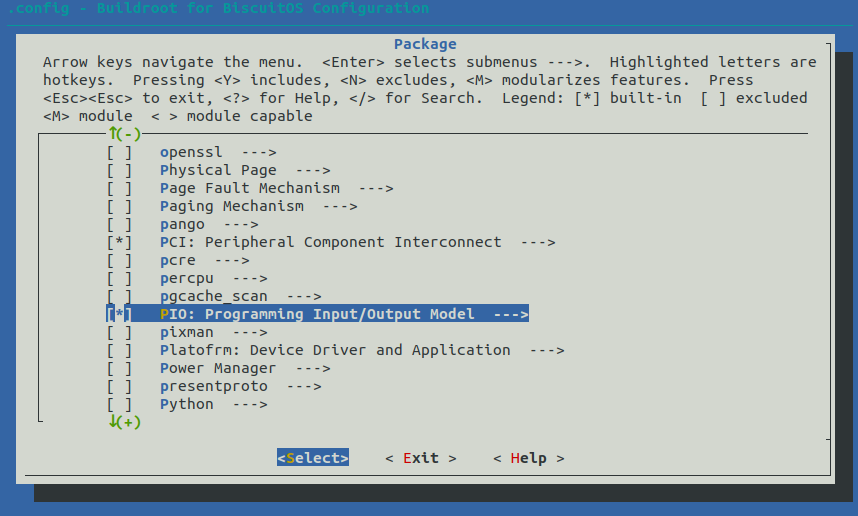 .config - Buildroot for BiscuitOS Configuration
Package
Arrow keys navigate the menu.  <Enter> selects submenus --->.  Highlighted letters are
hotkeys.  Pressing <Y> includes, <N> excludes, <M> modularizes features.  Press
<Esc><Esc> to exit, <?> for Help, </> for Search.  Legend: [*] built-in  [ ] excluded
<M> module  < > module capable
↑(-)
[ ]   openssl  --->
[ ]   Physical Page  --->
[ ]   Page Fault Mechanism  --->
[ ]   Paging Mechanism  --->
[ ]   pango  --->
[*]   PCI: Peripheral Component Interconnect  --->
[ ]   pcre  --->
[ ]   percpu  --->
[ ]   pgcache_scan  --->
[*]   PIO: Programming Input/Output Model  --->
[ ]   pixman  --->
[ ]   Platofrm: Device Driver and Application  --->
[ ]   Power Manager  --->
[ ]   presentproto  --->
[ ]   Python  --->
↓(+)
<Select>    < Exit >    < Help >